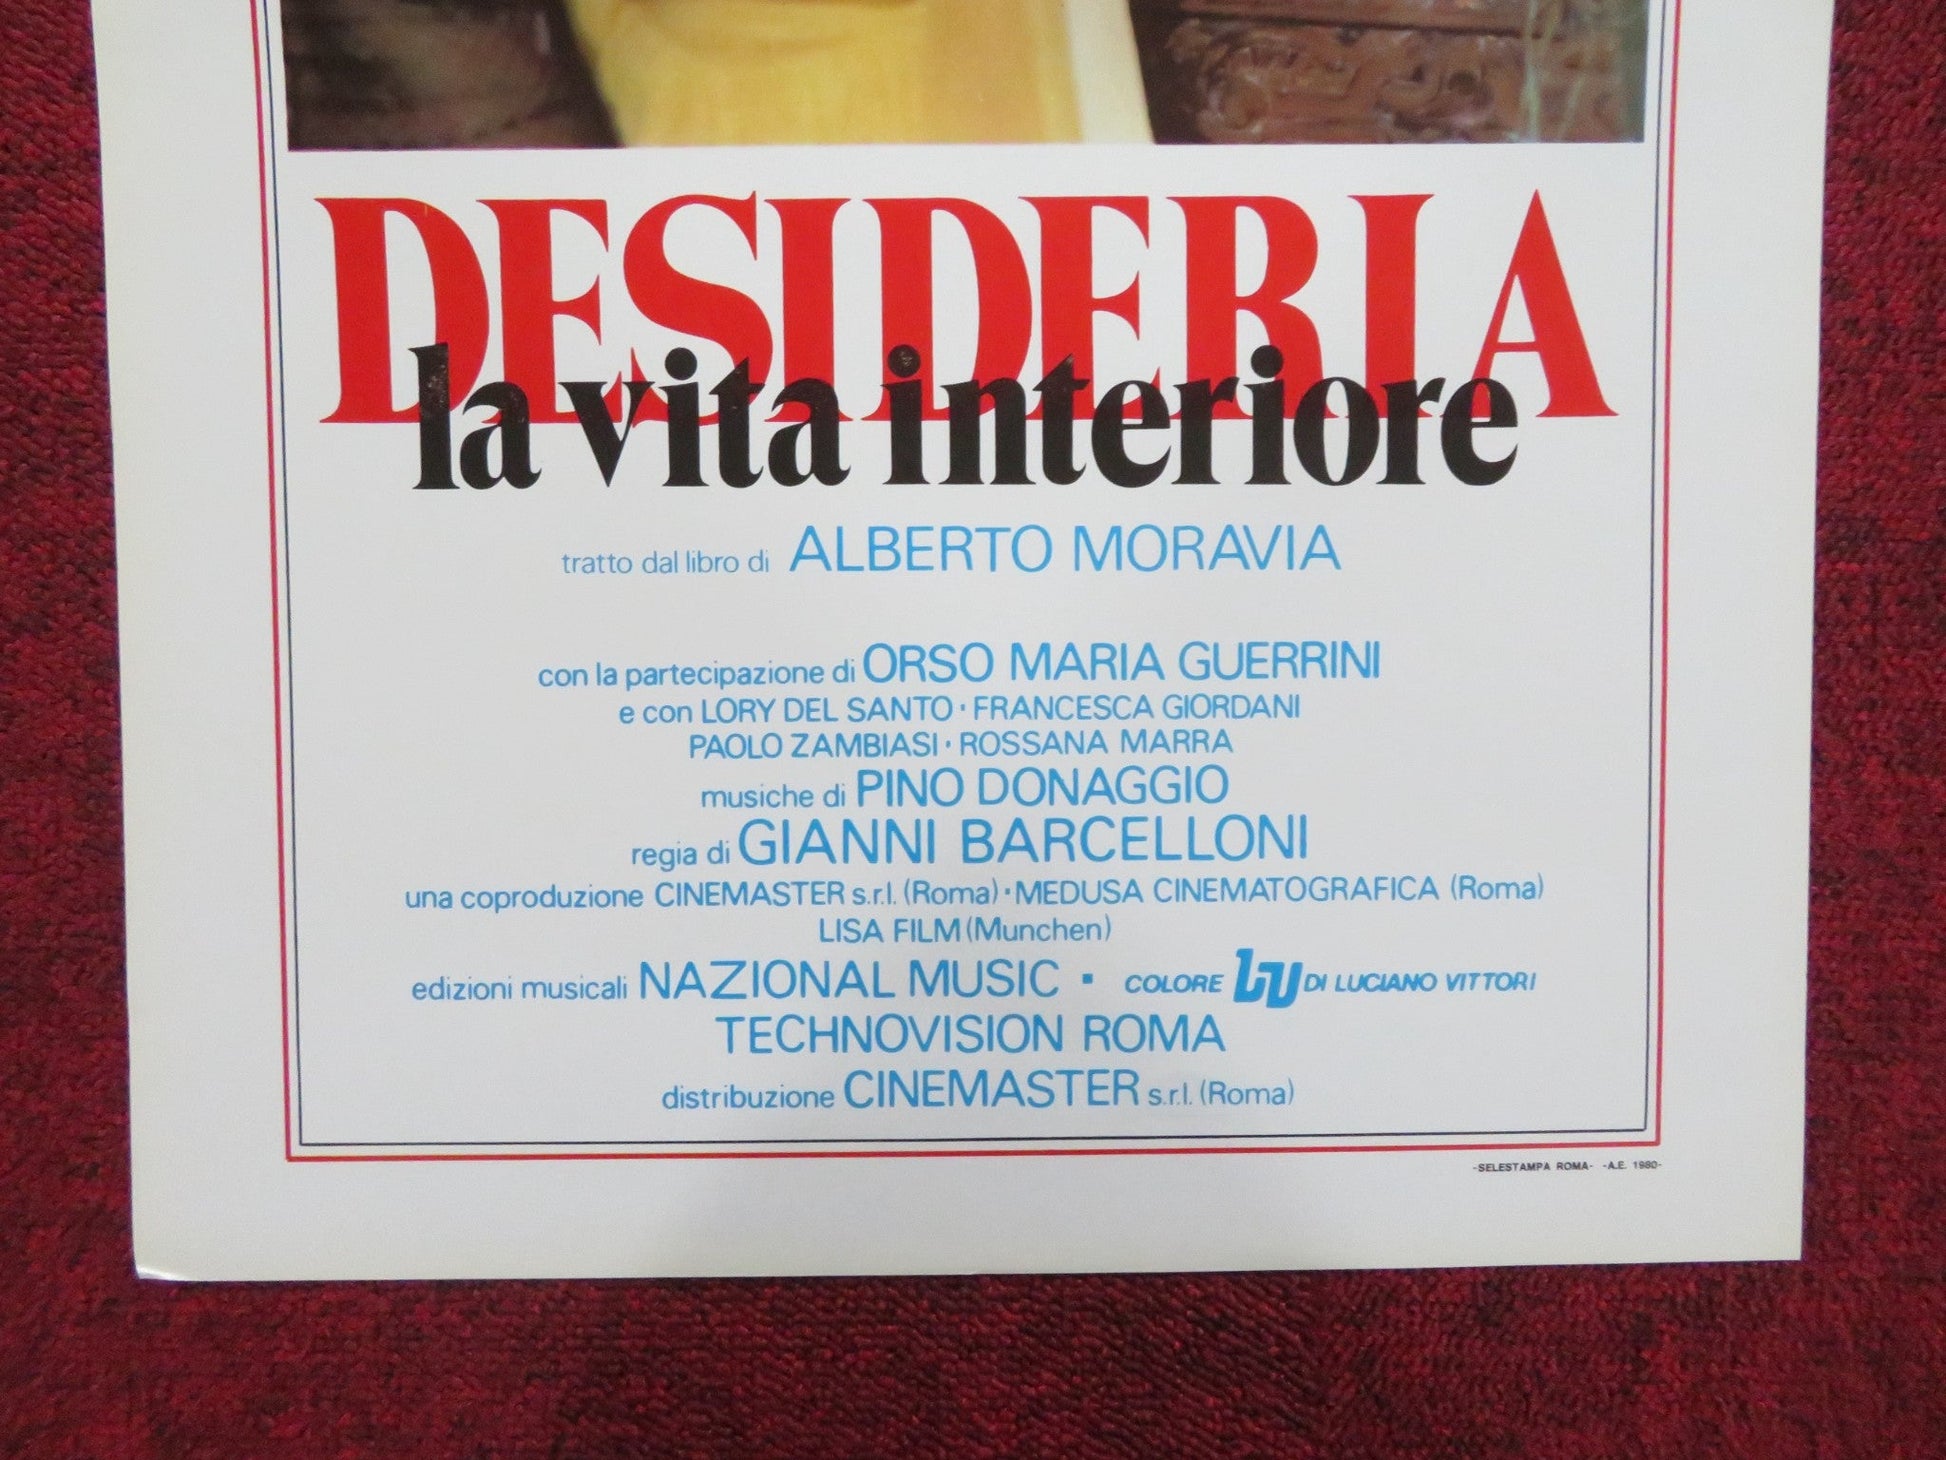 DESIDERIA
la vita interiore
tratto dal libro di ALBERTO MORAVIA
con la partecipazione di ORSO MARIA GUERRINI
e con LORY DEL SANTO · FRANCESCA GIORDANI
PAOLO ZAMBIASI · ROSSANA MARRA
musiche di PINO DONAGGIO
regia di GIANNI BARCELLONI
una coproduzione CINEMASTER s.r.l. (Roma) · MEDUSA CINEMATOGRAFICA (Roma)
LISA FILM (Munchen)
edizioni musicali NAZIONAL MUSIC · COLORE LV DI LUCIANO VITTORI
TECHNOVISION ROMA
distribuzione CINEMASTER s.r.l. (Roma)
-SELESTAMPA ROMA- -A.E. 1980-